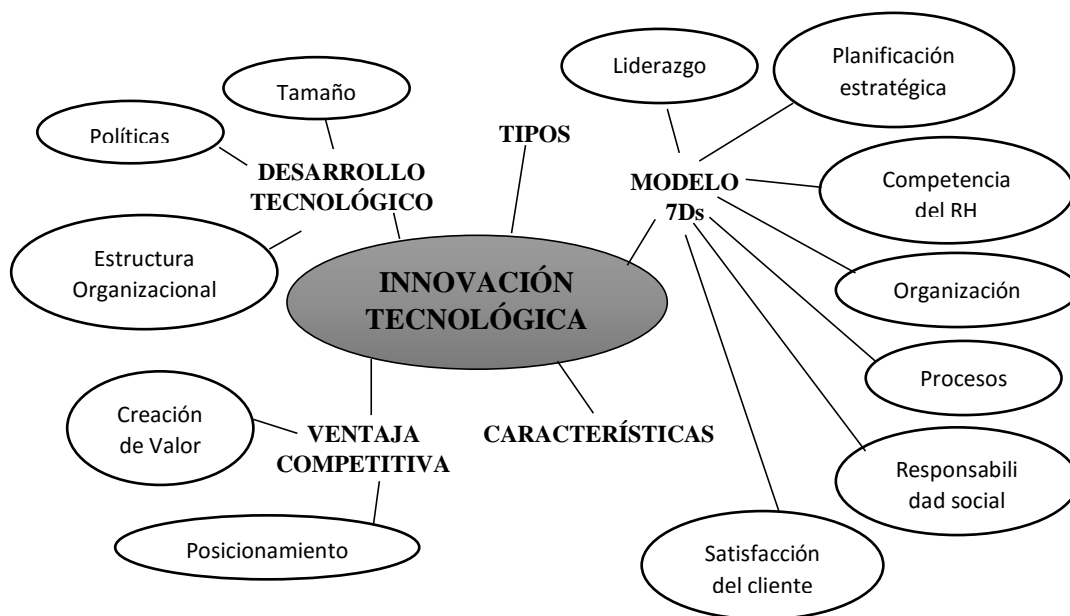 Liderazgo
Planificación
estratégica
Tamaño
Políticas
TIPOS
DESARROLLO
TECNOLÓGICO
MODELO
7Ds
Competencia
del RH
Estructura
Organizacional
INNOVACIÓN
TECNOLÓGICA
Organización
Procesos
Creación
de Valor
VENTAJA
COMPETITIVA
CARACTERÍSTICAS
Responsabili
dad social
Posicionamiento
Satisfacción
del cliente